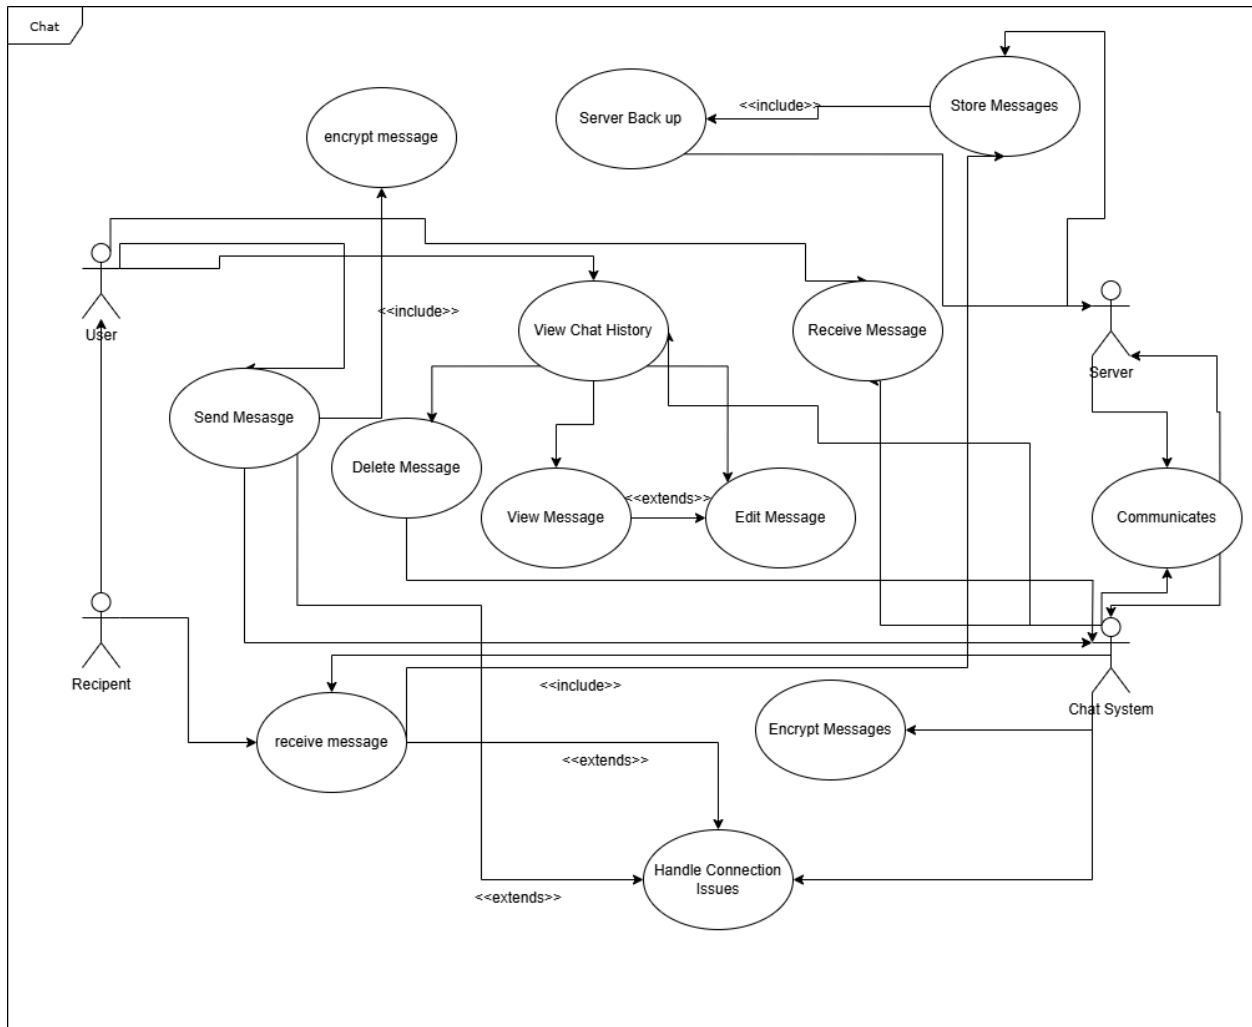 Chat
Store Messages
<<include>>
Server Back up
encrypt message
<<include>>
User
View Chat History
Receive Message
Server
Send Mesasge
Delete Message
<<extends>>
View Message
Edit Message
Communicates
Recipent
<<include>>
Chat System
Encrypt Messages
receive message
<<extends>>
Handle Connection
Issues
<<extends>>